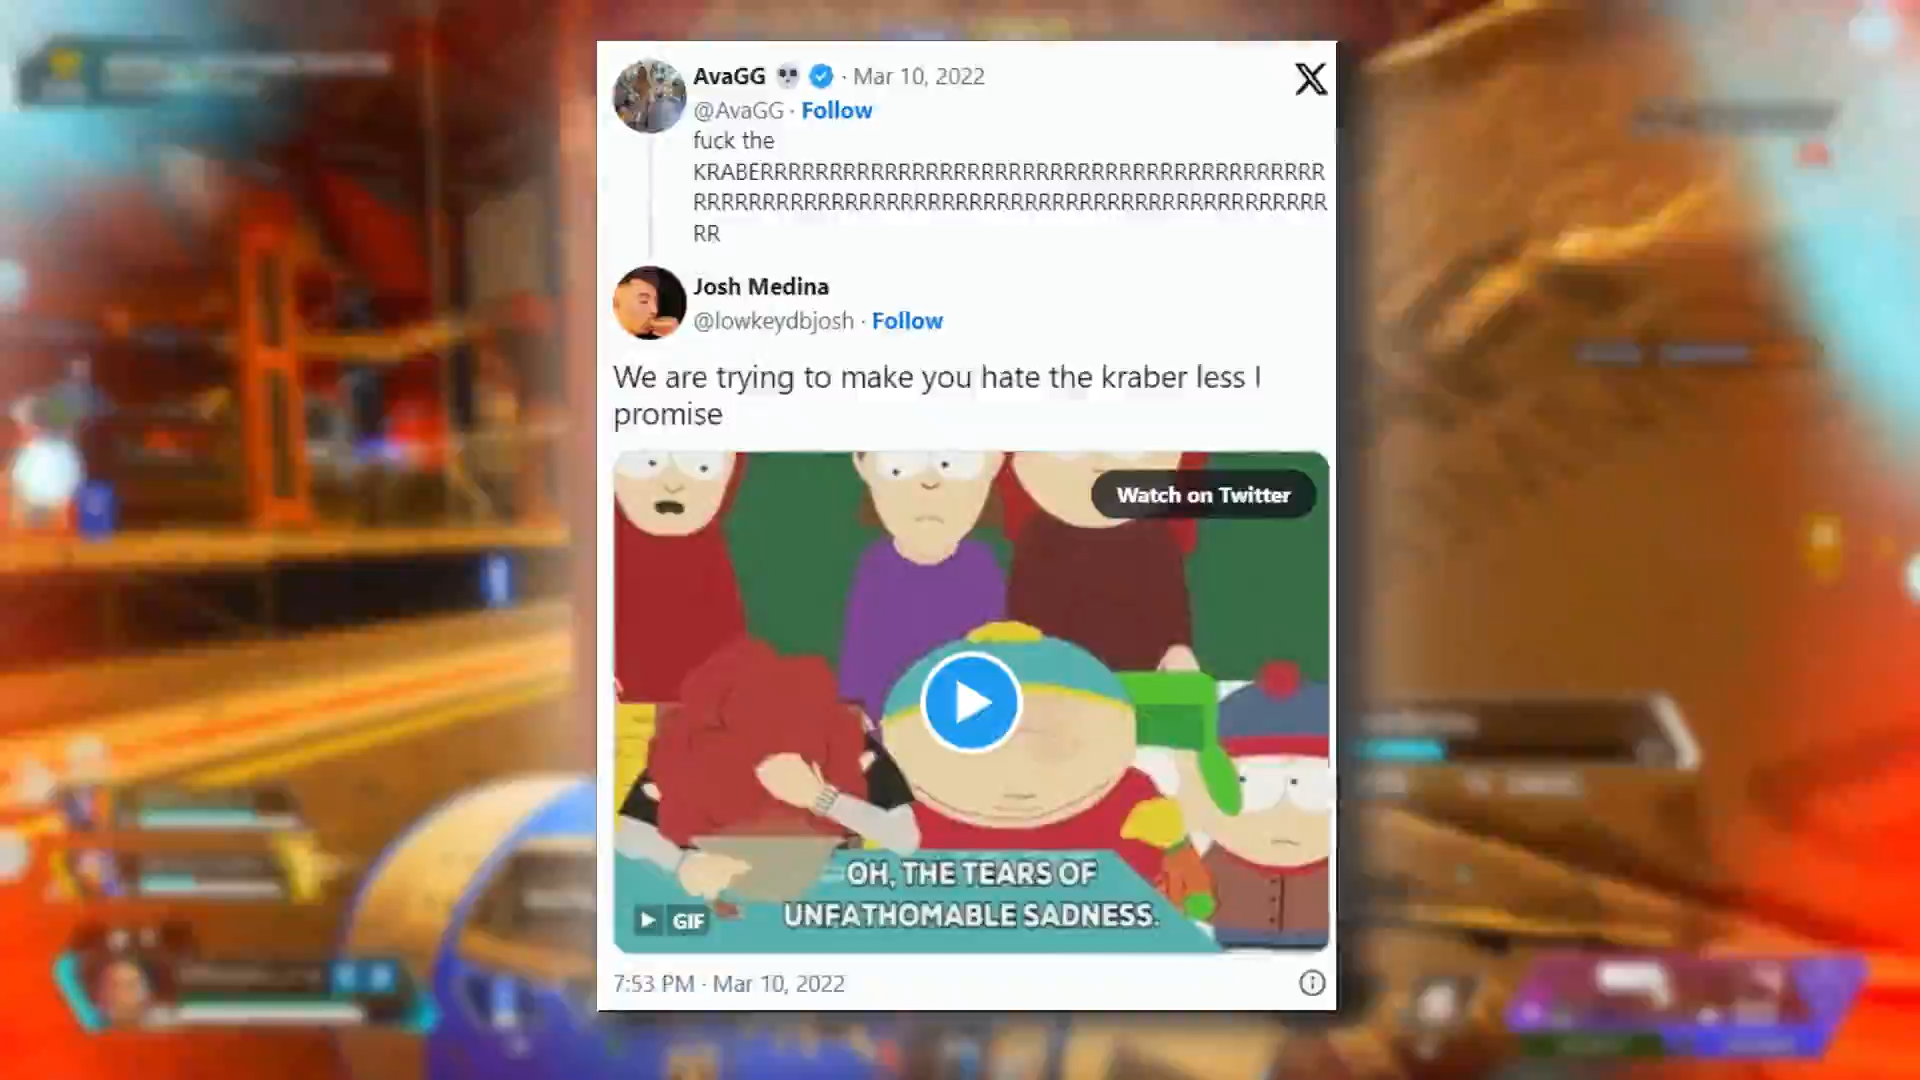 AvaGG · Mar 10, 2022
@AvaGG · Follow
fuck the
KRABERRRRRRRRRRRRRRRRRRRRRRRRRRRRRRRRRRRRRRRRR
RRRRRRRRRRRRRRRRRRRRRRRRRRRRRRRRRRRRRRRRRRRRRR
RR
Josh Medina
@lowkeydbjosh · Follow
We are trying to make you hate the kraber less I
promise
Watch on Twitter
OH, THE TEARS OF
UNFATHOMABLE SADNESS.
GIF
7:53 PM · Mar 10, 2022